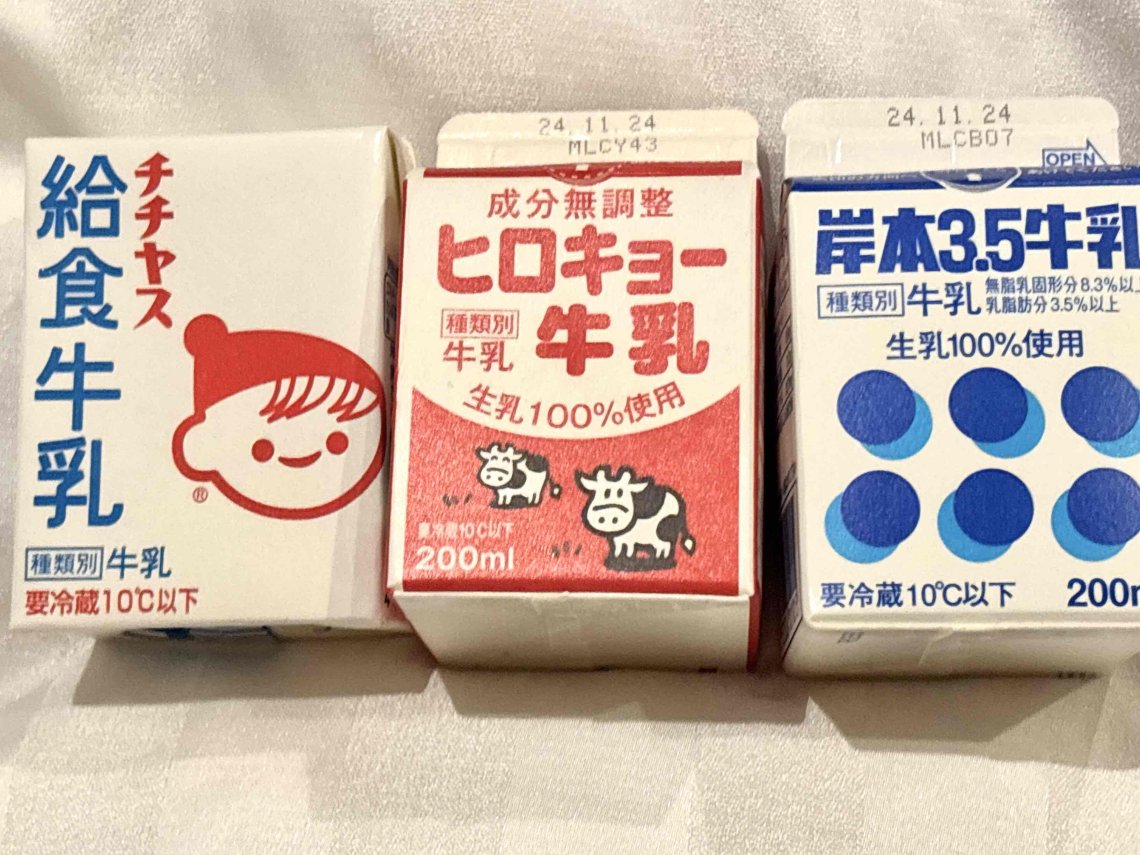 チチヤス
給食牛乳
®
種類別 牛乳
要冷蔵10℃以下
24.11.24
MLCY43
成分無調整
ヒロキョー
種類別
牛乳
牛乳
生乳100%使用
要冷蔵10℃以下
200ml
24.11.24
MLCB07
OPEN
岸本3.5牛乳
種類別 牛乳
無脂乳固形分8.3%以上
乳脂肪分3.5%以上
生乳100%使用
要冷蔵10℃以下